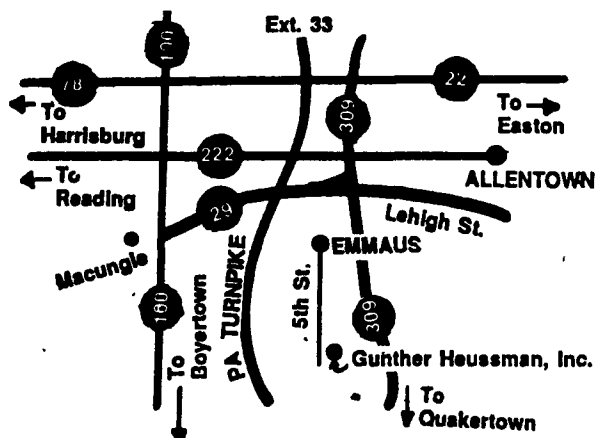 Ext. 33
100
78
22
To
Harrisburg
To
Easton
309
222
To
Reading
ALLENTOWN
29
Lehigh St.
Macungie
EMMAUS
PA TURNPIKE
5th St.
160
309
To
Boyertown
Gunther Heussman, Inc.
To
Quakertown